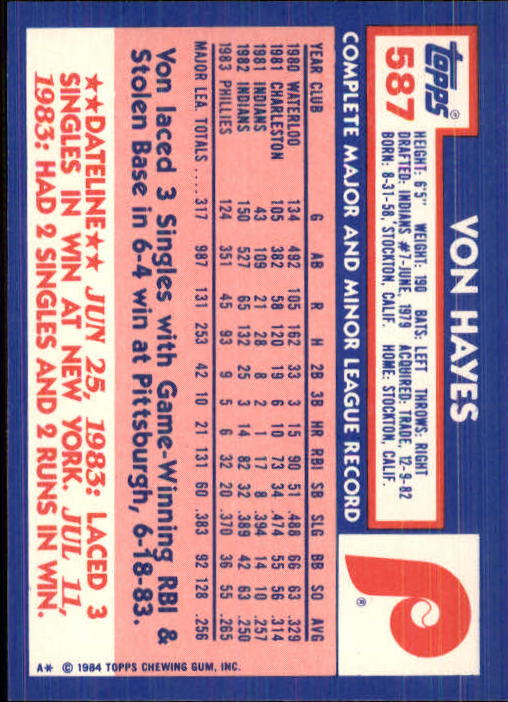 topps®
587
VON HAYES
HEIGHT: 6'5" WEIGHT: 190 BATS: LEFT THROWS: RIGHT
DRAFTED: INDIANS #7-JUNE, 1979 ACQUIRED: TRADE, 12-9-82
BORN: 8-31-58, STOCKTON, CALIF. HOME: STOCKTON, CALIF.
P®
COMPLETE MAJOR AND MINOR LEAGUE RECORD
YEAR CLUB G AB R H 2B 3B HR RBI SB SLG BB SO AVG
1980 WATERLOO 134 492 105 162 33 3 15 90 51 .488 66 63 .329
1981 CHARLESTON 105 382 58 120 19 6 10 73 34 .474 55 56 .314
1981 INDIANS 43 109 21 28 8 2 1 17 8 .394 14 10 .257
1982 INDIANS 150 527 65 132 25 3 14 82 32 .389 42 63 .250
1983 PHILLIES 124 351 45 93 9 5 6 32 20 .370 36 55 .265
MAJOR LEA. TOTALS .... 317 987 131 253 42 10 21 131 60 .383 92 128 .256
Von laced 3 Singles with Game-Winning RBI &
Stolen Base in 6-4 win at Pittsburgh, 6-18-83.
★★DATELINE★★ JUN 25, 1983: LACED 3
SINGLES IN WIN AT NEW YORK. JUL 11,
1983: HAD 2 SINGLES AND 2 RUNS IN WIN.
A* © 1984 TOPPS CHEWING GUM, INC.